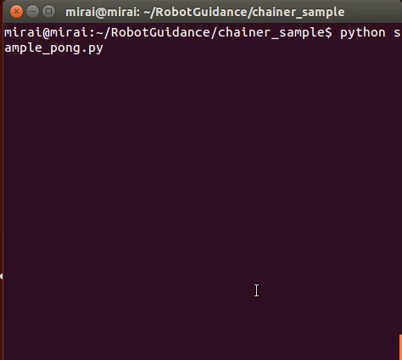 mirai@mirai: ~/RobotGuidance/chainer_sample
mirai@mirai:~/RobotGuidance/chainer_sample$ python s
ample_pong.py